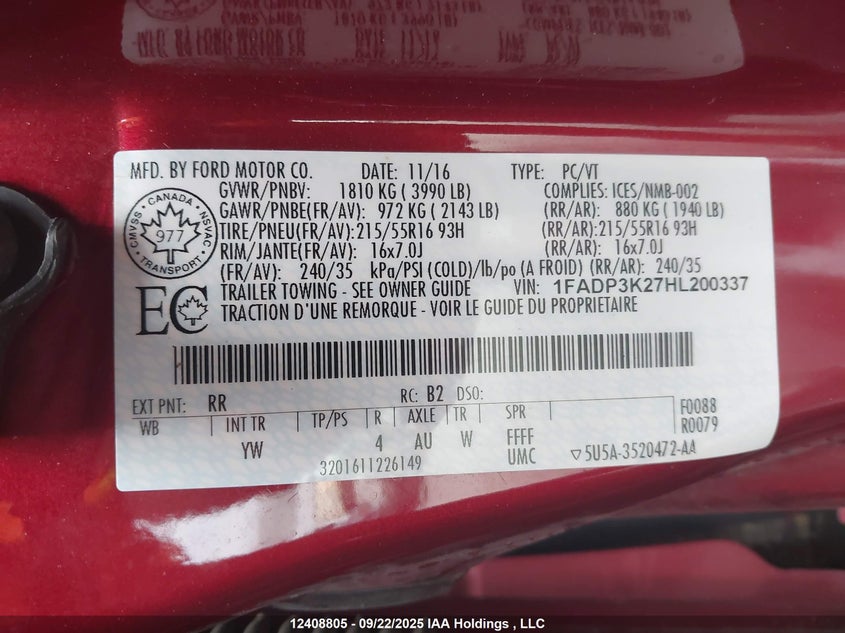 MFD. BY FORD MOTOR CO. DATE: 11/16 TYPE: PC/VT
GVWR/PNBV: 1810 KG ( 3990 LB) COMPLIES: ICES/NMB-002
GAWR/PNBE(FR/AV): 972 KG ( 2143 LB) (RR/AR): 880 KG ( 1940 LB)
TIRE/PNEU(FR/AV): 215/55R16 93H (RR/AR): 215/55R16 93H
RIM/JANTE(FR/AV): 16x7.0J (RR/AR): 16x7.0J
(FR/AV): 240/35 kPa/PSI (COLD)/lb/po (A FROID) (RR/AR): 240/35
TRAILER TOWING - SEE OWNER GUIDE VIN: 1FADP3K27HL200337
TRACTION D'UNE REMORQUE - VOIR LE GUIDE DU PROPRIETAIRE
CANADA
CMVSS NSVAC
977
TRANSPORT
EC
EXT PNT: RR RC: B2 DSO:
WB INT TR TP/PS R AXLE TR SPR F0088
YW 4 AU W FFFF R0079
3201611226149 UMC ▽ 5U5A-3520472-AA
12408805 - 09/22/2025 IAA Holdings , LLC